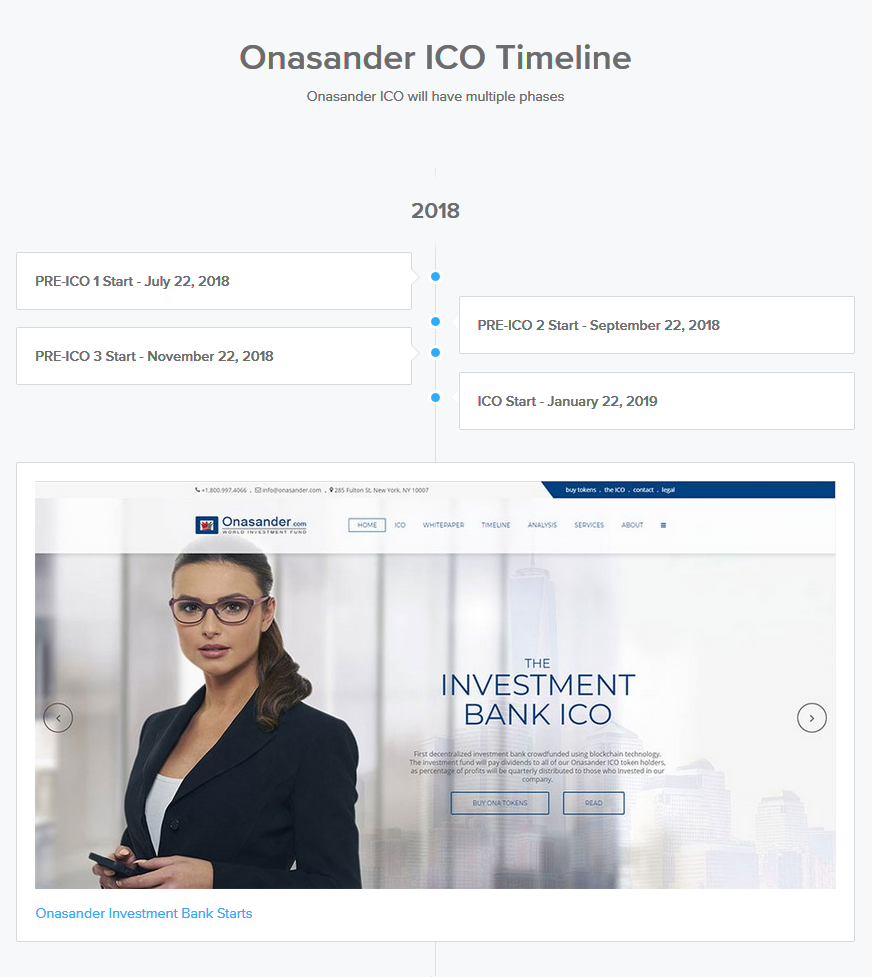 Onasander ICO Timeline
Onasander ICO will have multiple phases
2018
PRE-ICO 1 Start - July 22, 2018
PRE-ICO 2 Start - September 22, 2018
PRE-ICO 3 Start - November 22, 2018
ICO Start - January 22, 2019
+1.800.997.4066 , info@onasander.com , 285 Fulton St, New York, NY 10007
buy tokens . the ICO . contact . legal
Onasander.com
WORLD INVESTMENT FUND
HOME ICO WHITEPAPER TIMELINE ANALYSIS SERVICES ABOUT
THE
INVESTMENT
BANK ICO
First decentralized investment bank crowdfunded using blockchain technology.
The investment fund will pay dividends to all of our Onasander ICO token holders,
as percentage of profits will be quarterly distributed to those who invested in our
company.
BUY ONA TOKENS READ
Onasander Investment Bank Starts